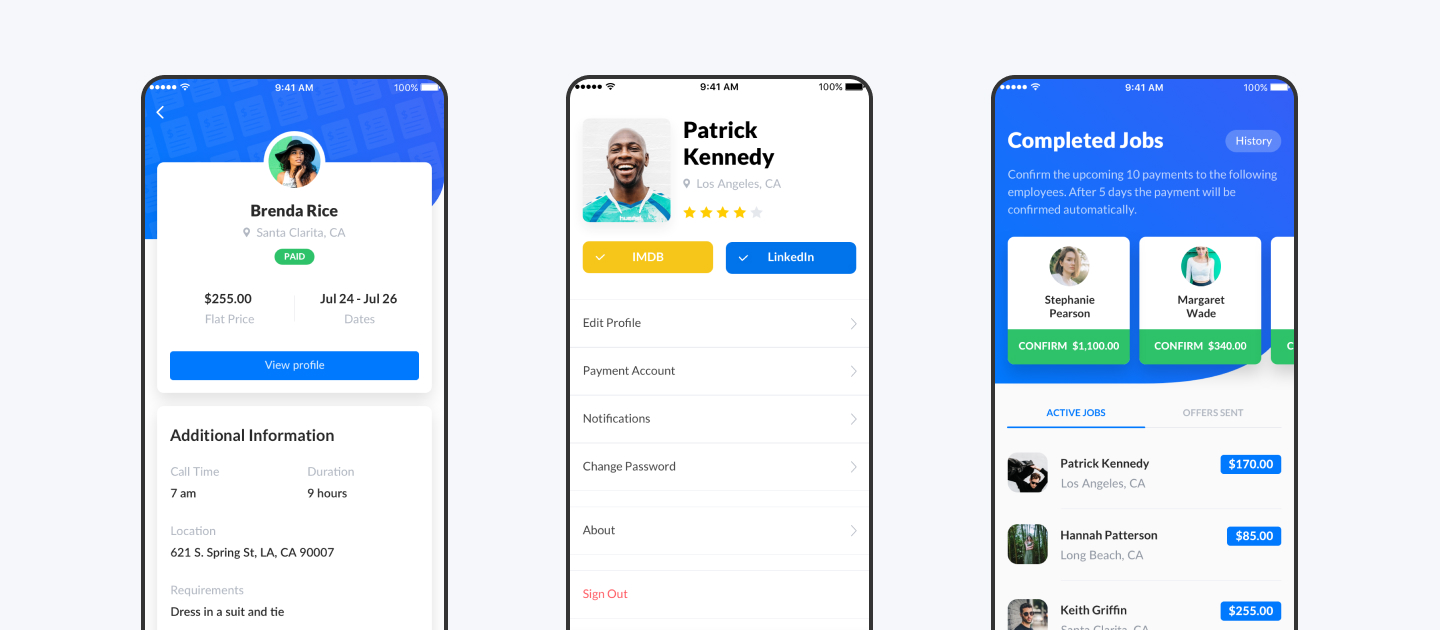 9:41 AM
100%
Brenda Rice
Santa Clarita, CA
PAID
$255.00
Flat Price
Jul 24 - Jul 26
Dates
View profile
Additional Information
Call Time
7 am
Duration
9 hours
Location
621 S. Spring St, LA, CA 90007
Requirements
Dress in a suit and tie
9:41 AM
100%
Patrick
Kennedy
Los Angeles, CA
IMDB
LinkedIn
Edit Profile
Payment Account
Notifications
Change Password
About
Sign Out
9:41 AM
100%
Completed Jobs
History
Confirm the upcoming 10 payments to the following
employees. After 5 days the payment will be
confirmed automatically.
Stephanie
Pearson
CONFIRM $1,100.00
Margaret
Wade
CONFIRM $340.00
C
ACTIVE JOBS
OFFERS SENT
Patrick Kennedy
Los Angeles, CA
$170.00
Hannah Patterson
Long Beach, CA
$85.00
Keith Griffin
Santa Clarita, CA
$255.00